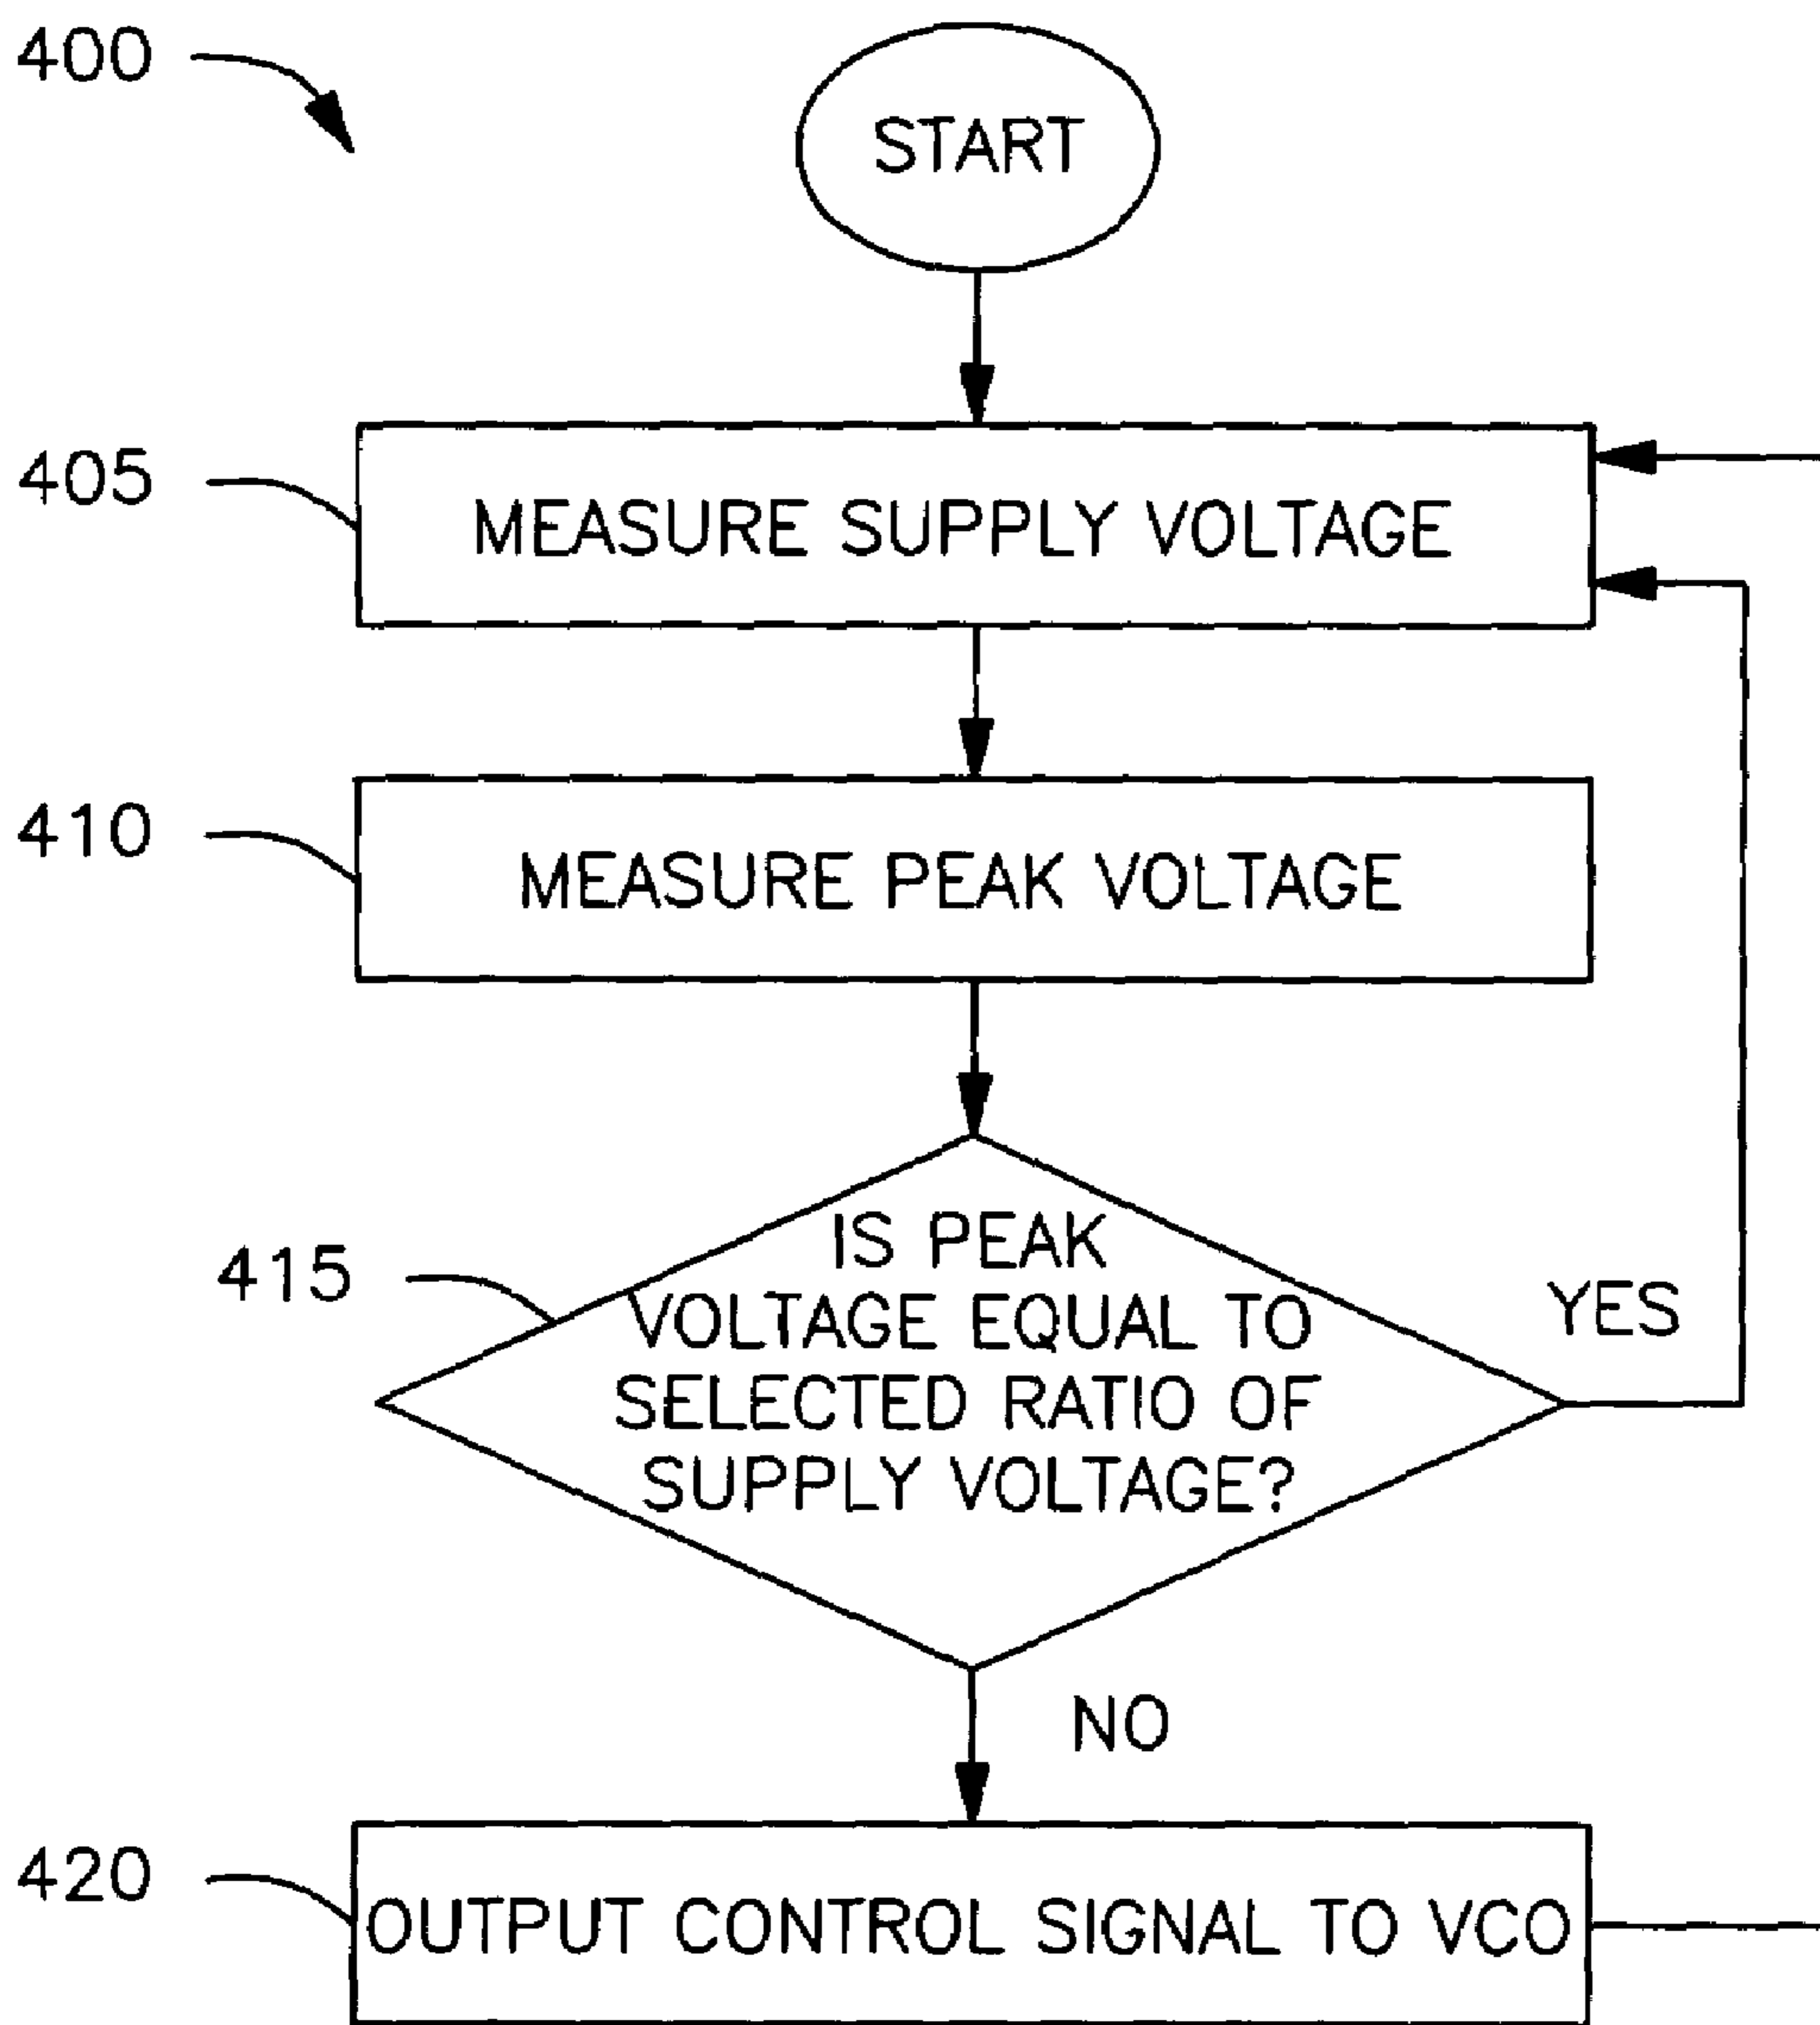 400
START
405
MEASURE SUPPLY VOLTAGE
410
MEASURE PEAK VOLTAGE
415
IS PEAK
VOLTAGE EQUAL TO
SELECTED RATIO OF
SUPPLY VOLTAGE?
YES
NO
420
OUTPUT CONTROL SIGNAL TO VCO